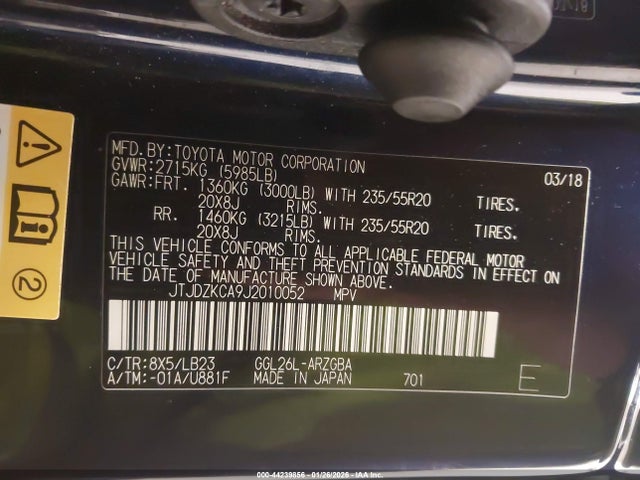 MFD.BY:TOYOTA MOTOR CORPORATION 03/18
GVWR:2715KG (5985LB)
GAWR:FRT. 1360KG (3000LB) WITH 235/55R20 TIRES.
20X8J RIMS.
RR. 1460KG (3215LB) WITH 235/55R20 TIRES.
20X8J RIMS.
THIS VEHICLE CONFORMS TO ALL APPLICABLE FEDERAL MOTOR
VEHICLE SAFETY AND THEFT PREVENTION STANDARDS IN EFFECT ON
THE DATE OF MANUFACTURE SHOWN ABOVE.
JTJDZKCA9J2010052 MPV
C/TR:8X5/LB23 GGL26L-ARZGBA
A/TM:-01A/U881F MADE IN JAPAN 701 E
2
000-44239856 - 01/26/2026 - IAA Inc.